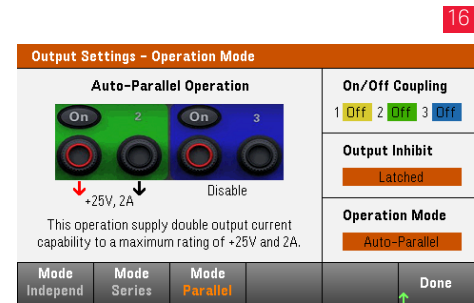 16
Output Settings - Operation Mode
Auto-Parallel Operation
On 2 On 3
+25V, 2A
Disable
This operation supply double output current
capability to a maximum rating of +25V and 2A.
On/Off Coupling
1 Off 2 Off 3 Off
Output Inhibit
Latched
Operation Mode
Auto-Parallel
Mode
Independ
Mode
Series
Mode
Parallel
Done